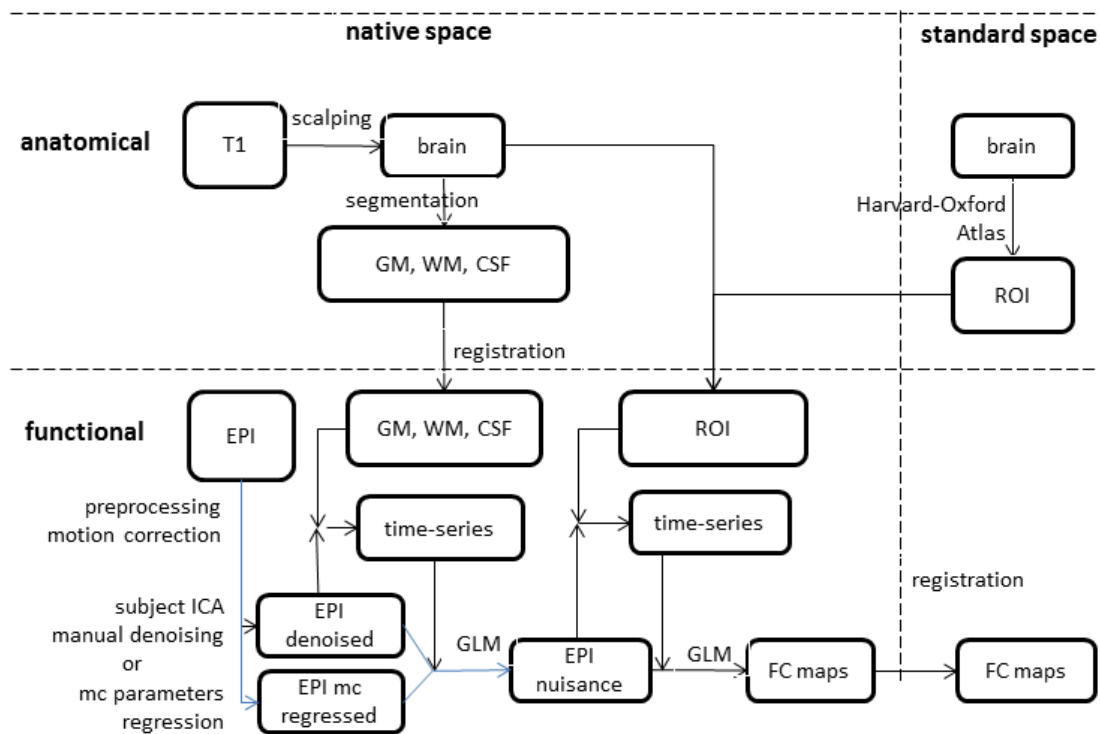 native space
standard space
anatomical
T1
scalping
brain
brain
segmentation
Harvard-Oxford
Atlas
GM, WM, CSF
ROI
registration
functional
EPI
GM, WM, CSF
ROI
preprocessing
motion correction
time-series
time-series
registration
subject ICA
manual denoising
or
mc parameters
regression
EPI
denoised
EPI mc
regressed
GLM
EPI
nuisance
GLM
FC maps
FC maps